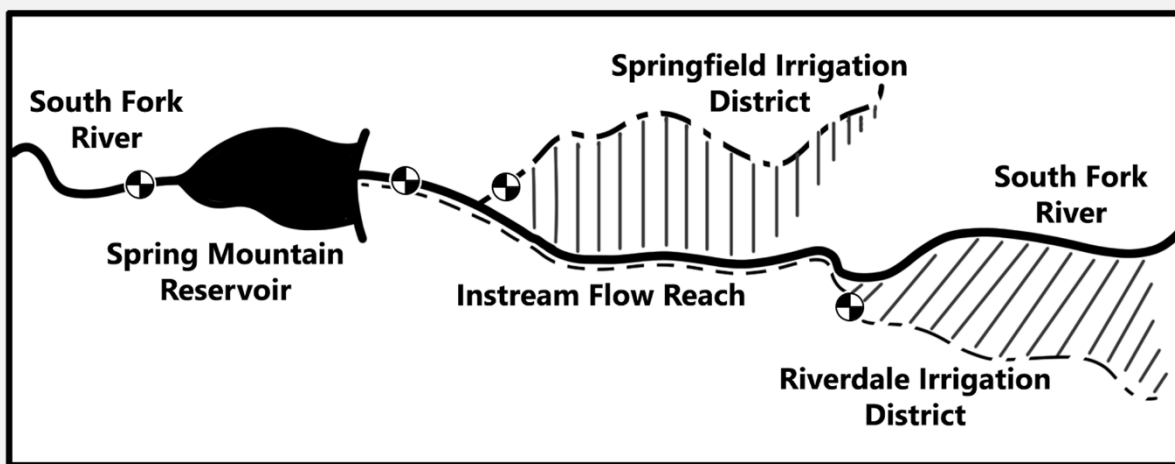 South Fork
River
Spring Mountain
Reservoir
Springfield Irrigation
District
Instream Flow Reach
South Fork
River
Riverdale Irrigation
District